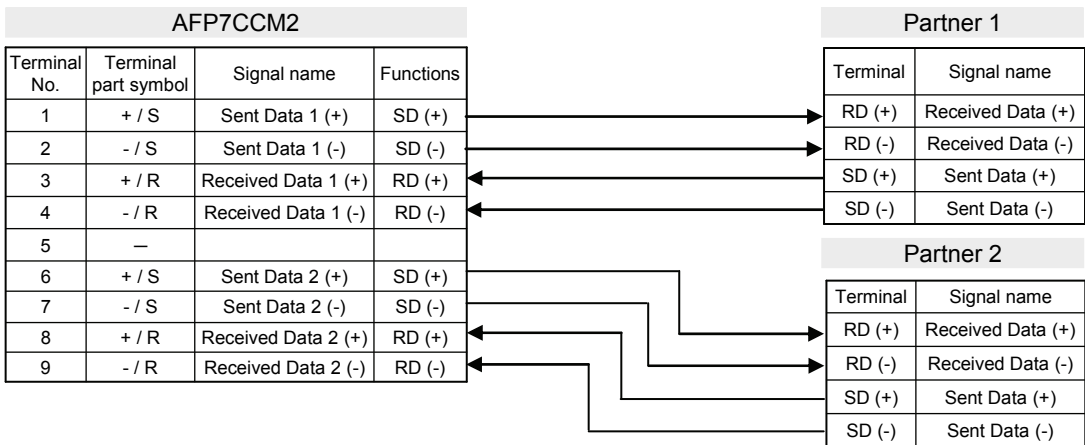 AFP7CCM2
Terminal No. Terminal part symbol Signal name Functions
1 + / S Sent Data 1 (+) SD (+)
2 - / S Sent Data 1 (-) SD (-)
3 + / R Received Data 1 (+) RD (+)
4 - / R Received Data 1 (-) RD (-)
5 —
6 + / S Sent Data 2 (+) SD (+)
7 - / S Sent Data 2 (-) SD (-)
8 + / R Received Data 2 (+) RD (+)
9 - / R Received Data 2 (-) RD (-)
Partner 1
Terminal Signal name
RD (+) Received Data (+)
RD (-) Received Data (-)
SD (+) Sent Data (+)
SD (-) Sent Data (-)
Partner 2
Terminal Signal name
RD (+) Received Data (+)
RD (-) Received Data (-)
SD (+) Sent Data (+)
SD (-) Sent Data (-)